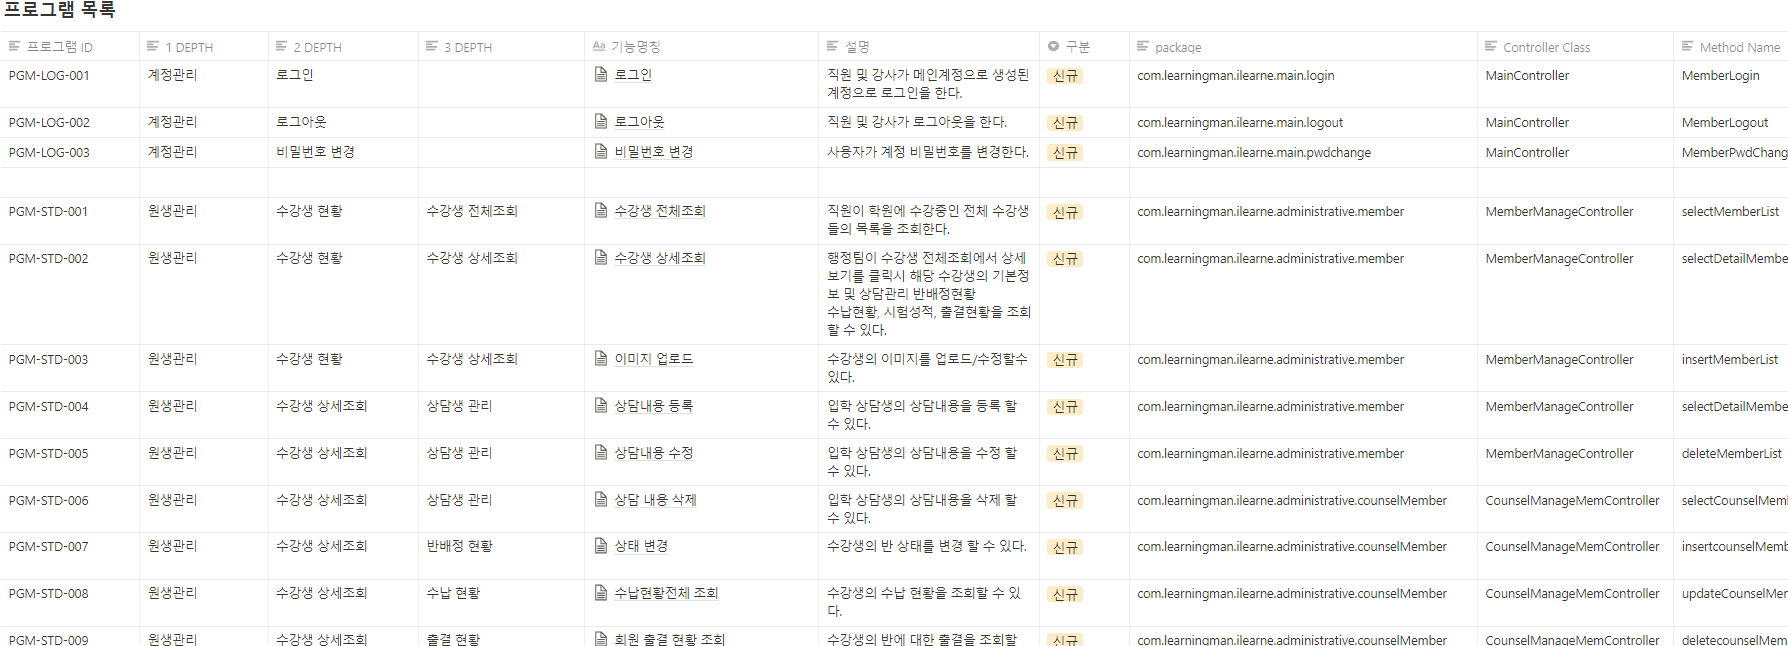 프로그램 목록
프로그램 ID 1 DEPTH 2 DEPTH 3 DEPTH Aa 기능명칭 설명 구분 package Controller Class Method Name
PGM-LOG-001 계정관리 로그인 로그인 직원 및 강사가 메인계정으로 생성된 신규 com.learningman.ilearne.main.login MainController MemberLogin
계정으로 로그인을 한다.
PGM-LOG-002 계정관리 로그아웃 로그아웃 직원 및 강사가 로그아웃을 한다. 신규 com.learningman.ilearne.main.logout MainController MemberLogout
PGM-LOG-003 계정관리 비밀번호 변경 비밀번호 변경 사용자가 계정 비밀번호를 변경한다. 신규 com.learningman.ilearne.main.pwdchange MainController MemberPwdChang
PGM-STD-001 원생관리 수강생 현황 수강생 전체조회 수강생 전체조회 직원이 학원에 수강중인 전체 수강생 신규 com.learningman.ilearne.administrative.member MemberManageController selectMemberList
들의 목록을 조회한다.
PGM-STD-002 원생관리 수강생 현황 수강생 상세조회 수강생 상세조회 행정팀이 수강생 전체조회에서 상세 신규 com.learningman.ilearne.administrative.member MemberManageController selectDetailMembe
보기를 클릭시 해당 수강생의 기본정
보 및 상담관리 반배정현황
수납현황, 시험성적, 출결현황을 조회
할 수 있다.
PGM-STD-003 원생관리 수강생 현황 수강생 상세조회 이미지 업로드 수강생의 이미지를 업로드/수정할수 신규 com.learningman.ilearne.administrative.member MemberManageController insertMemberList
있다.
PGM-STD-004 원생관리 수강생 상세조회 상담생 관리 상담내용 등록 입학 상담생의 상담내용을 등록 할 신규 com.learningman.ilearne.administrative.member MemberManageController selectDetailMembe
수 있다.
PGM-STD-005 원생관리 수강생 상세조회 상담생 관리 상담내용 수정 입학 상담생의 상담내용을 수정 할 신규 com.learningman.ilearne.administrative.member MemberManageController deleteMemberList
수 있다.
PGM-STD-006 원생관리 수강생 상세조회 상담생 관리 상담 내용 삭제 입학 상담생의 상담내용을 삭제 할 신규 com.learningman.ilearne.administrative.counselMember CounselManageMemController selectCounselMem
수 있다.
PGM-STD-007 원생관리 수강생 상세조회 반배정 현황 상태 변경 수강생의 반 상태를 변경 할 수 있다. 신규 com.learningman.ilearne.administrative.counselMember CounselManageMemController insertcounselMemb
PGM-STD-008 원생관리 수강생 상세조회 수납 현황 수납현황전체 조회 수강생의 수납 현황을 조회할 수 있 신규 com.learningman.ilearne.administrative.counselMember CounselManageMemController updateCounselMer
다.
PGM-STD-009 원생관리 수강생 상세조회 출결 현황 회원 출결 현황 조회 수강생의 반에 대한 출결을 조회할 신규 com.learningman.ilearne.administrative.counselMember CounselManageMemController deletecounselMem